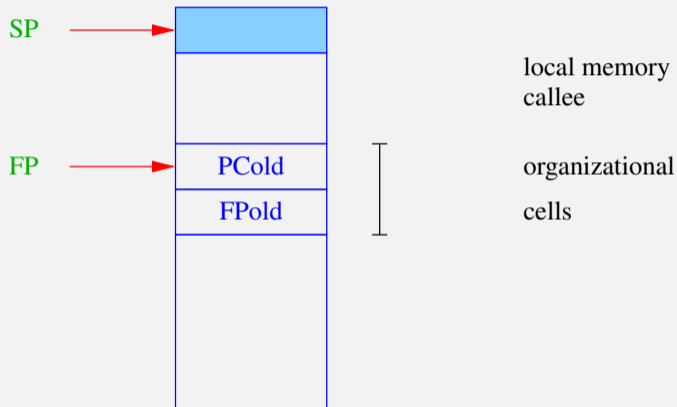 SP
local memory
callee
FP
PCold
organizational
FPold
cells